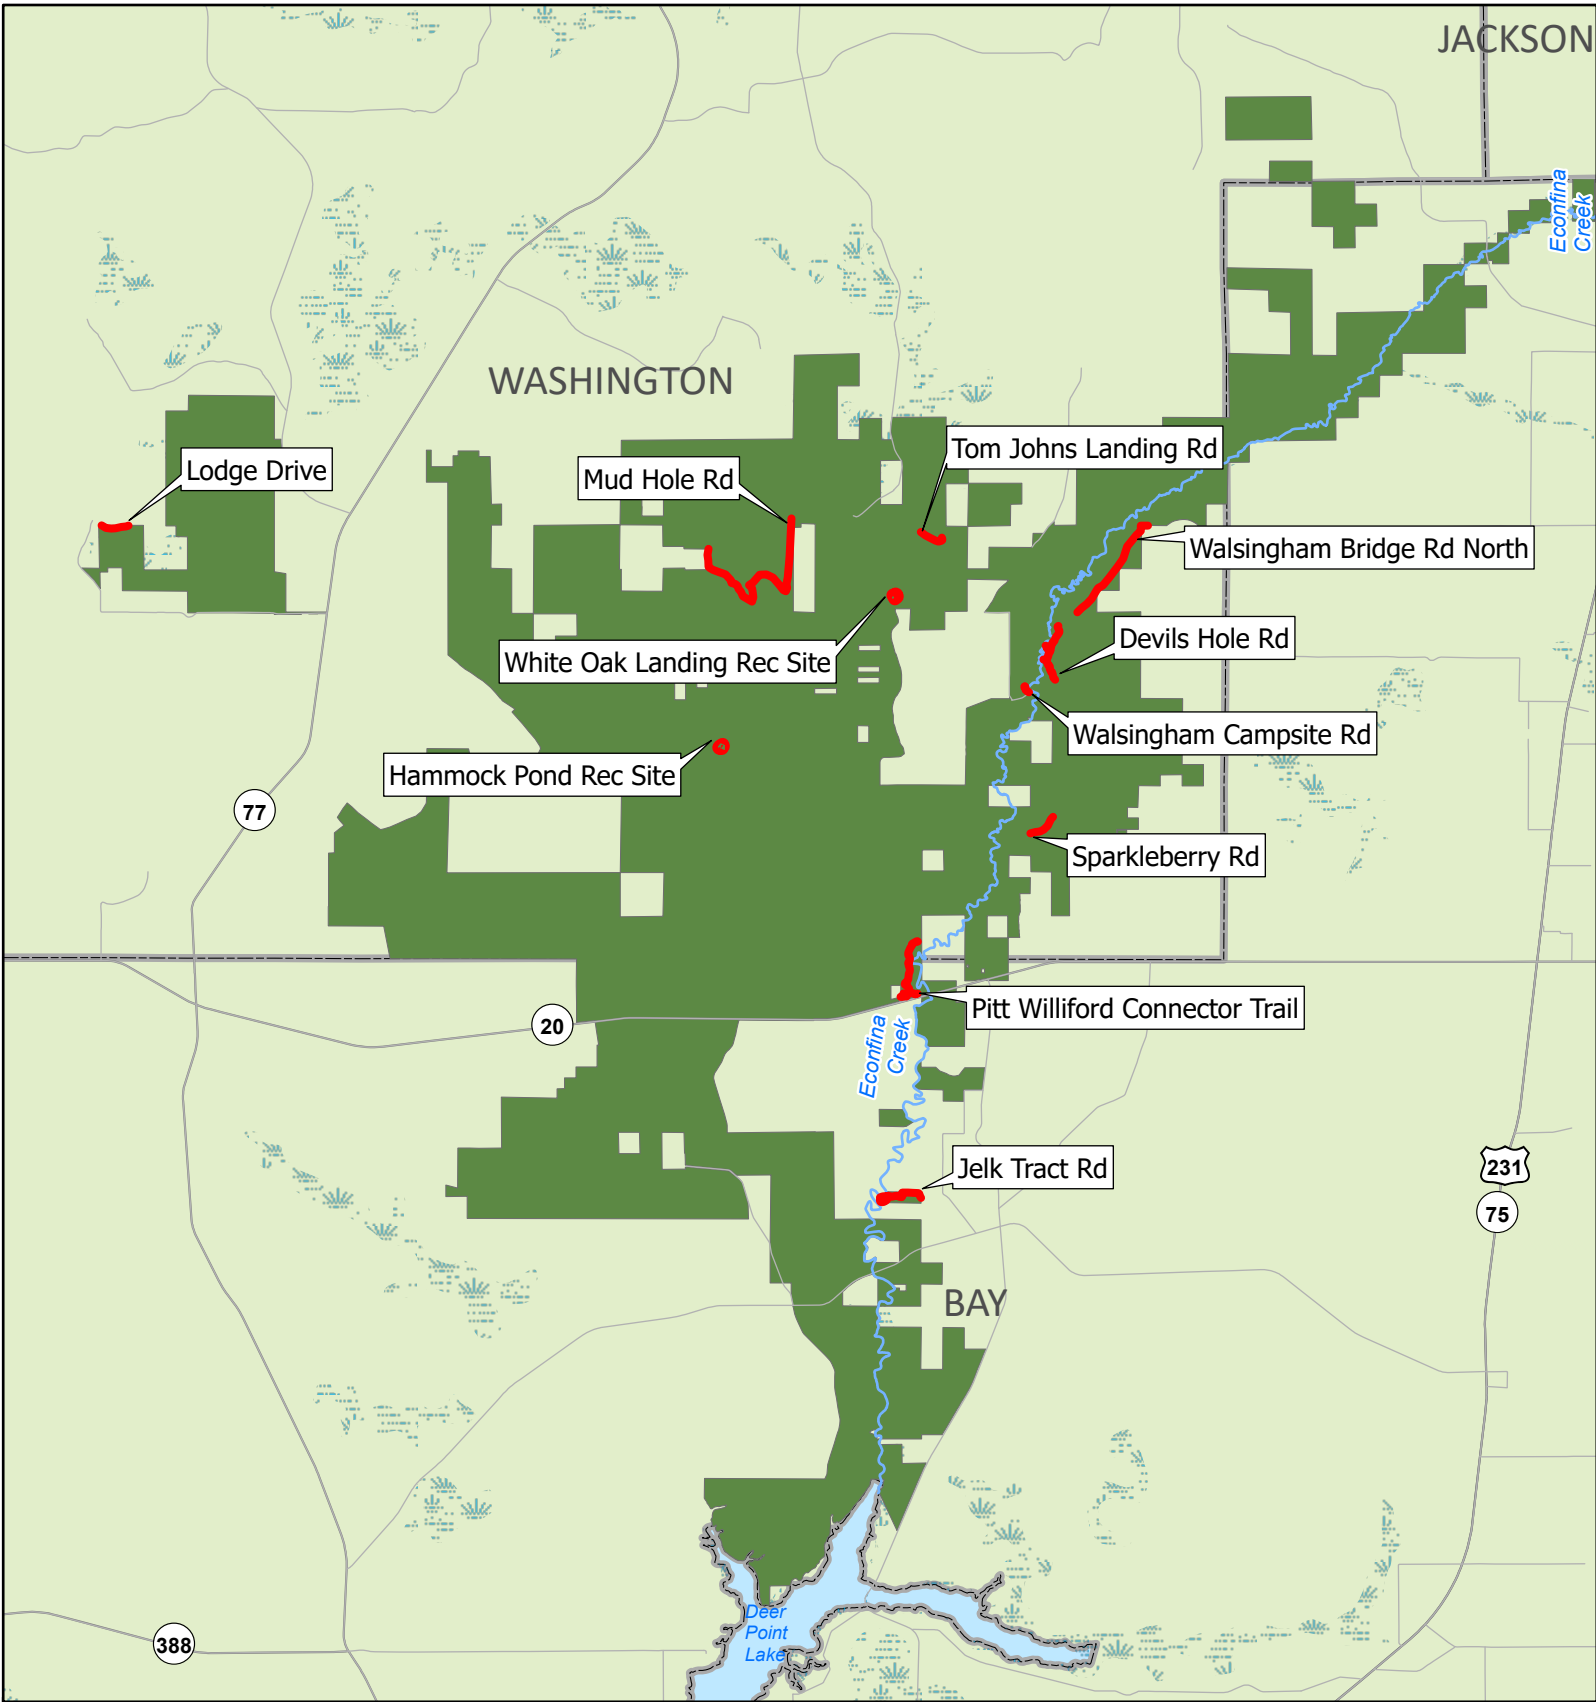 JACKSON
Econfina
Creek
WASHINGTON
Tom Johns Landing Rd
Lodge Drive
Mud Hole Rd
Walsingham Bridge Rd North
Devils Hole Rd
White Oak Landing Rec Site
Walsingham Campsite Rd
Hammock Pond Rec Site
77
Sparkleberry Rd
Pitt Williford Connector Trail
20
Econfina
Creek
Jelk Tract Rd
231
75
BAY
Deer
Point
Lake
388